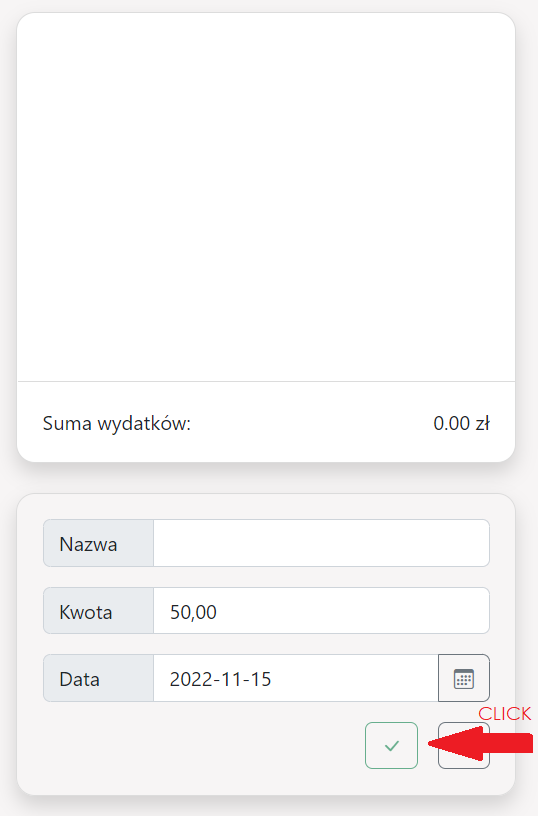 Suma wydatków: 0.00 zł
Nazwa
Kwota 50,00
Data 2022-11-15
CLICK